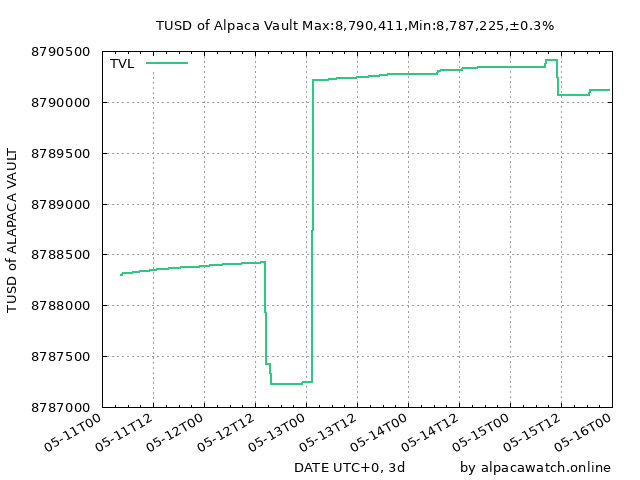 TUSD of Alpaca Vault Max:8,790,411,Min:8,787,225,±0.3%
TVL
8790500
8790000
8789500
8789000
8788500
8788000
8787500
8787000
TUSD of ALAPACA VAULT
05-11T00
05-11T12
05-12T00
05-12T12
05-13T00
05-13T12
05-14T00
05-14T12
05-15T00
05-15T12
05-16T00
DATE UTC+0, 3d
by alpacawatch.online